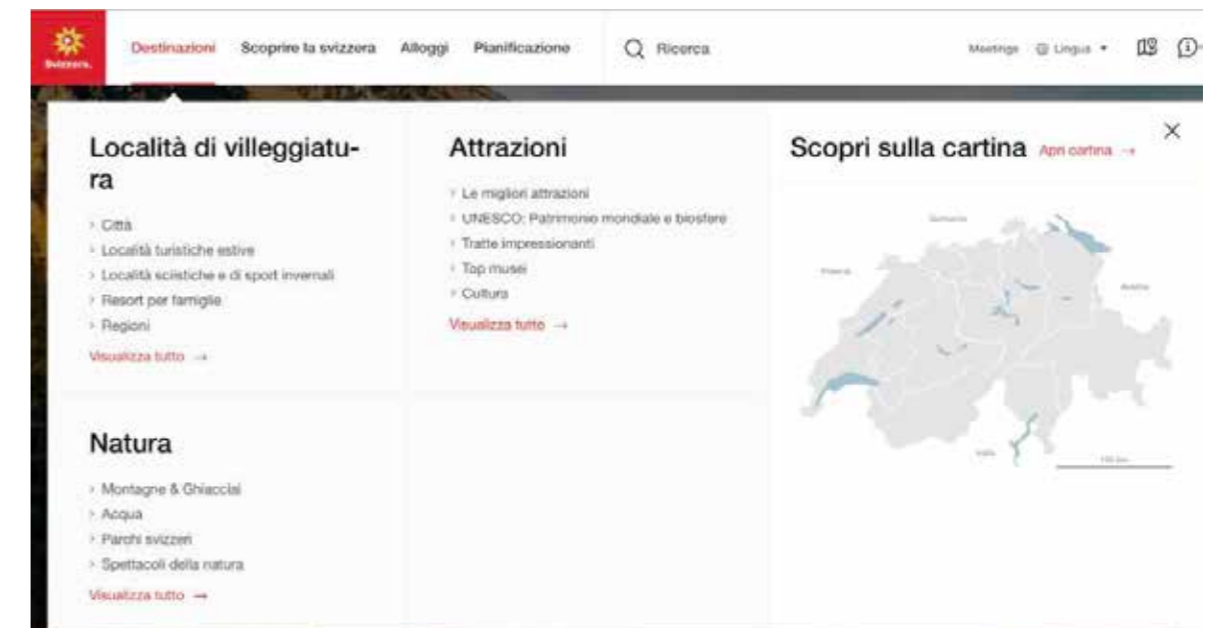 Svizzera.
Destinazioni
Scoprire la svizzera
Alloggi
Pianificazione
Ricerca
Meetings
Lingua
Località di villeggiatu-
ra
› Città
› Località turistiche estive
› Località sciistiche e di sport invernali
› Resort per famiglie
› Regioni
Visualizza tutto →
Attrazioni
› Le migliori attrazioni
› UNESCO: Patrimonio mondiale e biosfere
› Tratte impressionanti
› Top musei
› Cultura
Visualizza tutto →
Scopri sulla cartina Apri cartina →
Germania
Francia
Austria
Italia
100 km
Natura
› Montagne & Ghiacciai
› Acqua
› Parchi svizzeri
› Spettacoli della natura
Visualizza tutto →